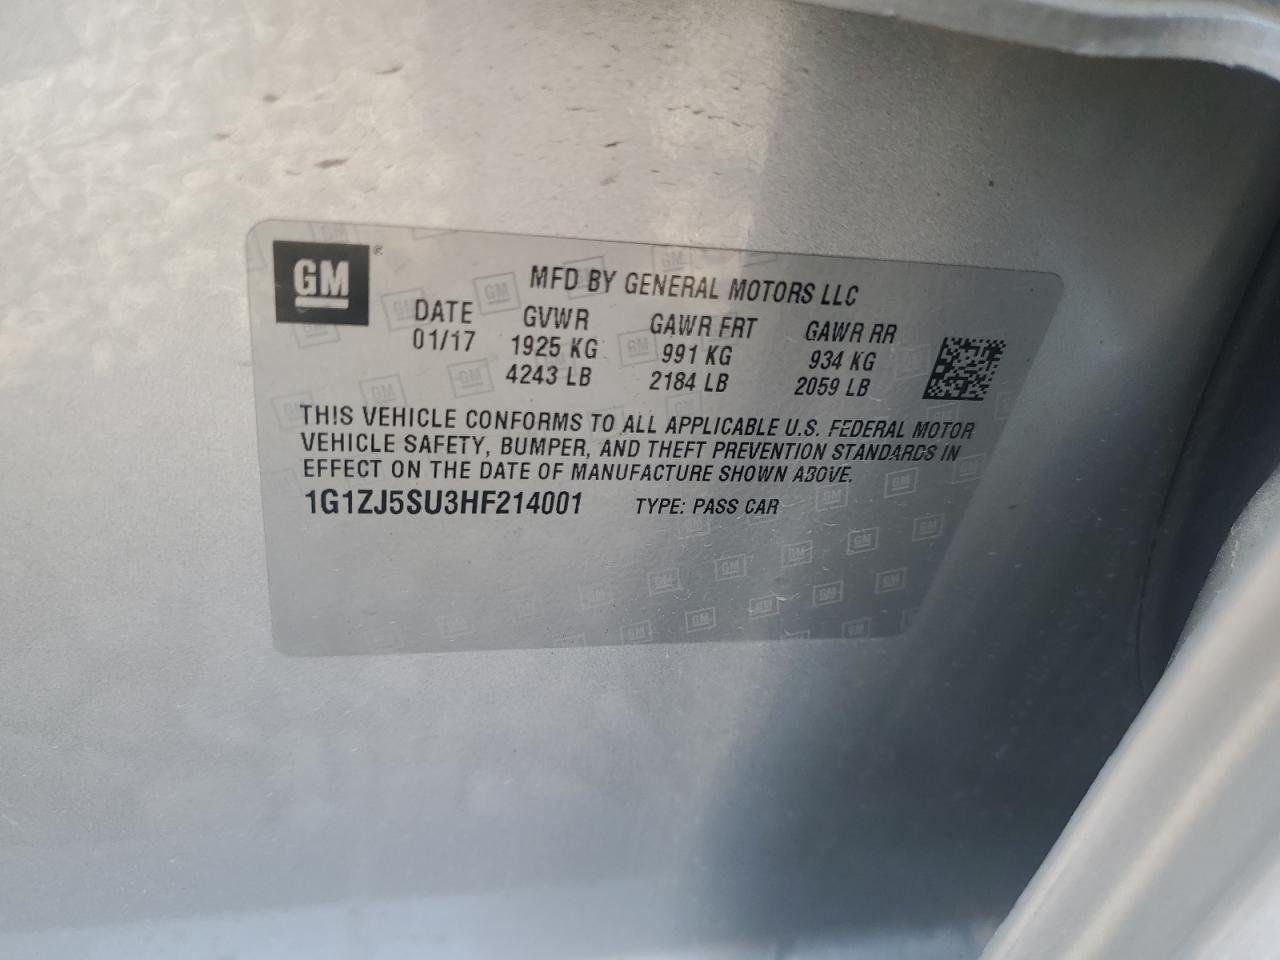 GM®
MFD BY GENERAL MOTORS LLC
DATE GVWR GAWR FRT GAWR RR
01/17 1925 KG 991 KG 934 KG
4243 LB 2184 LB 2059 LB
THIS VEHICLE CONFORMS TO ALL APPLICABLE U.S. FEDERAL MOTOR
VEHICLE SAFETY, BUMPER, AND THEFT PREVENTION STANDARDS IN
EFFECT ON THE DATE OF MANUFACTURE SHOWN ABOVE.
1G1ZJ5SU3HF214001 TYPE: PASS CAR